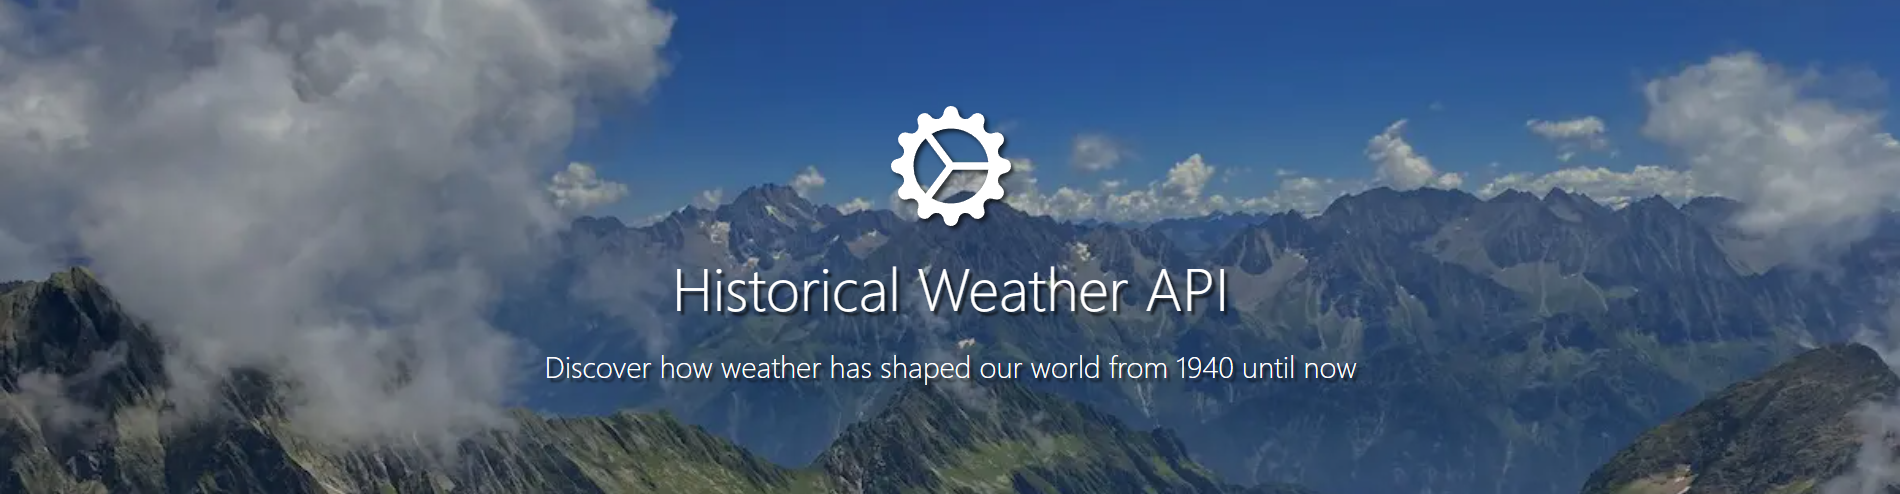 Historical Weather API
Discover how weather has shaped our world from 1940 until now